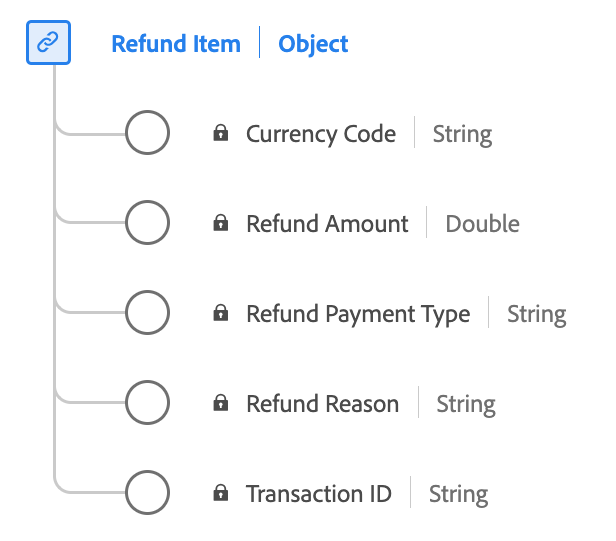 Refund Item | Object
Currency Code | String
Refund Amount | Double
Refund Payment Type | String
Refund Reason | String
Transaction ID | String